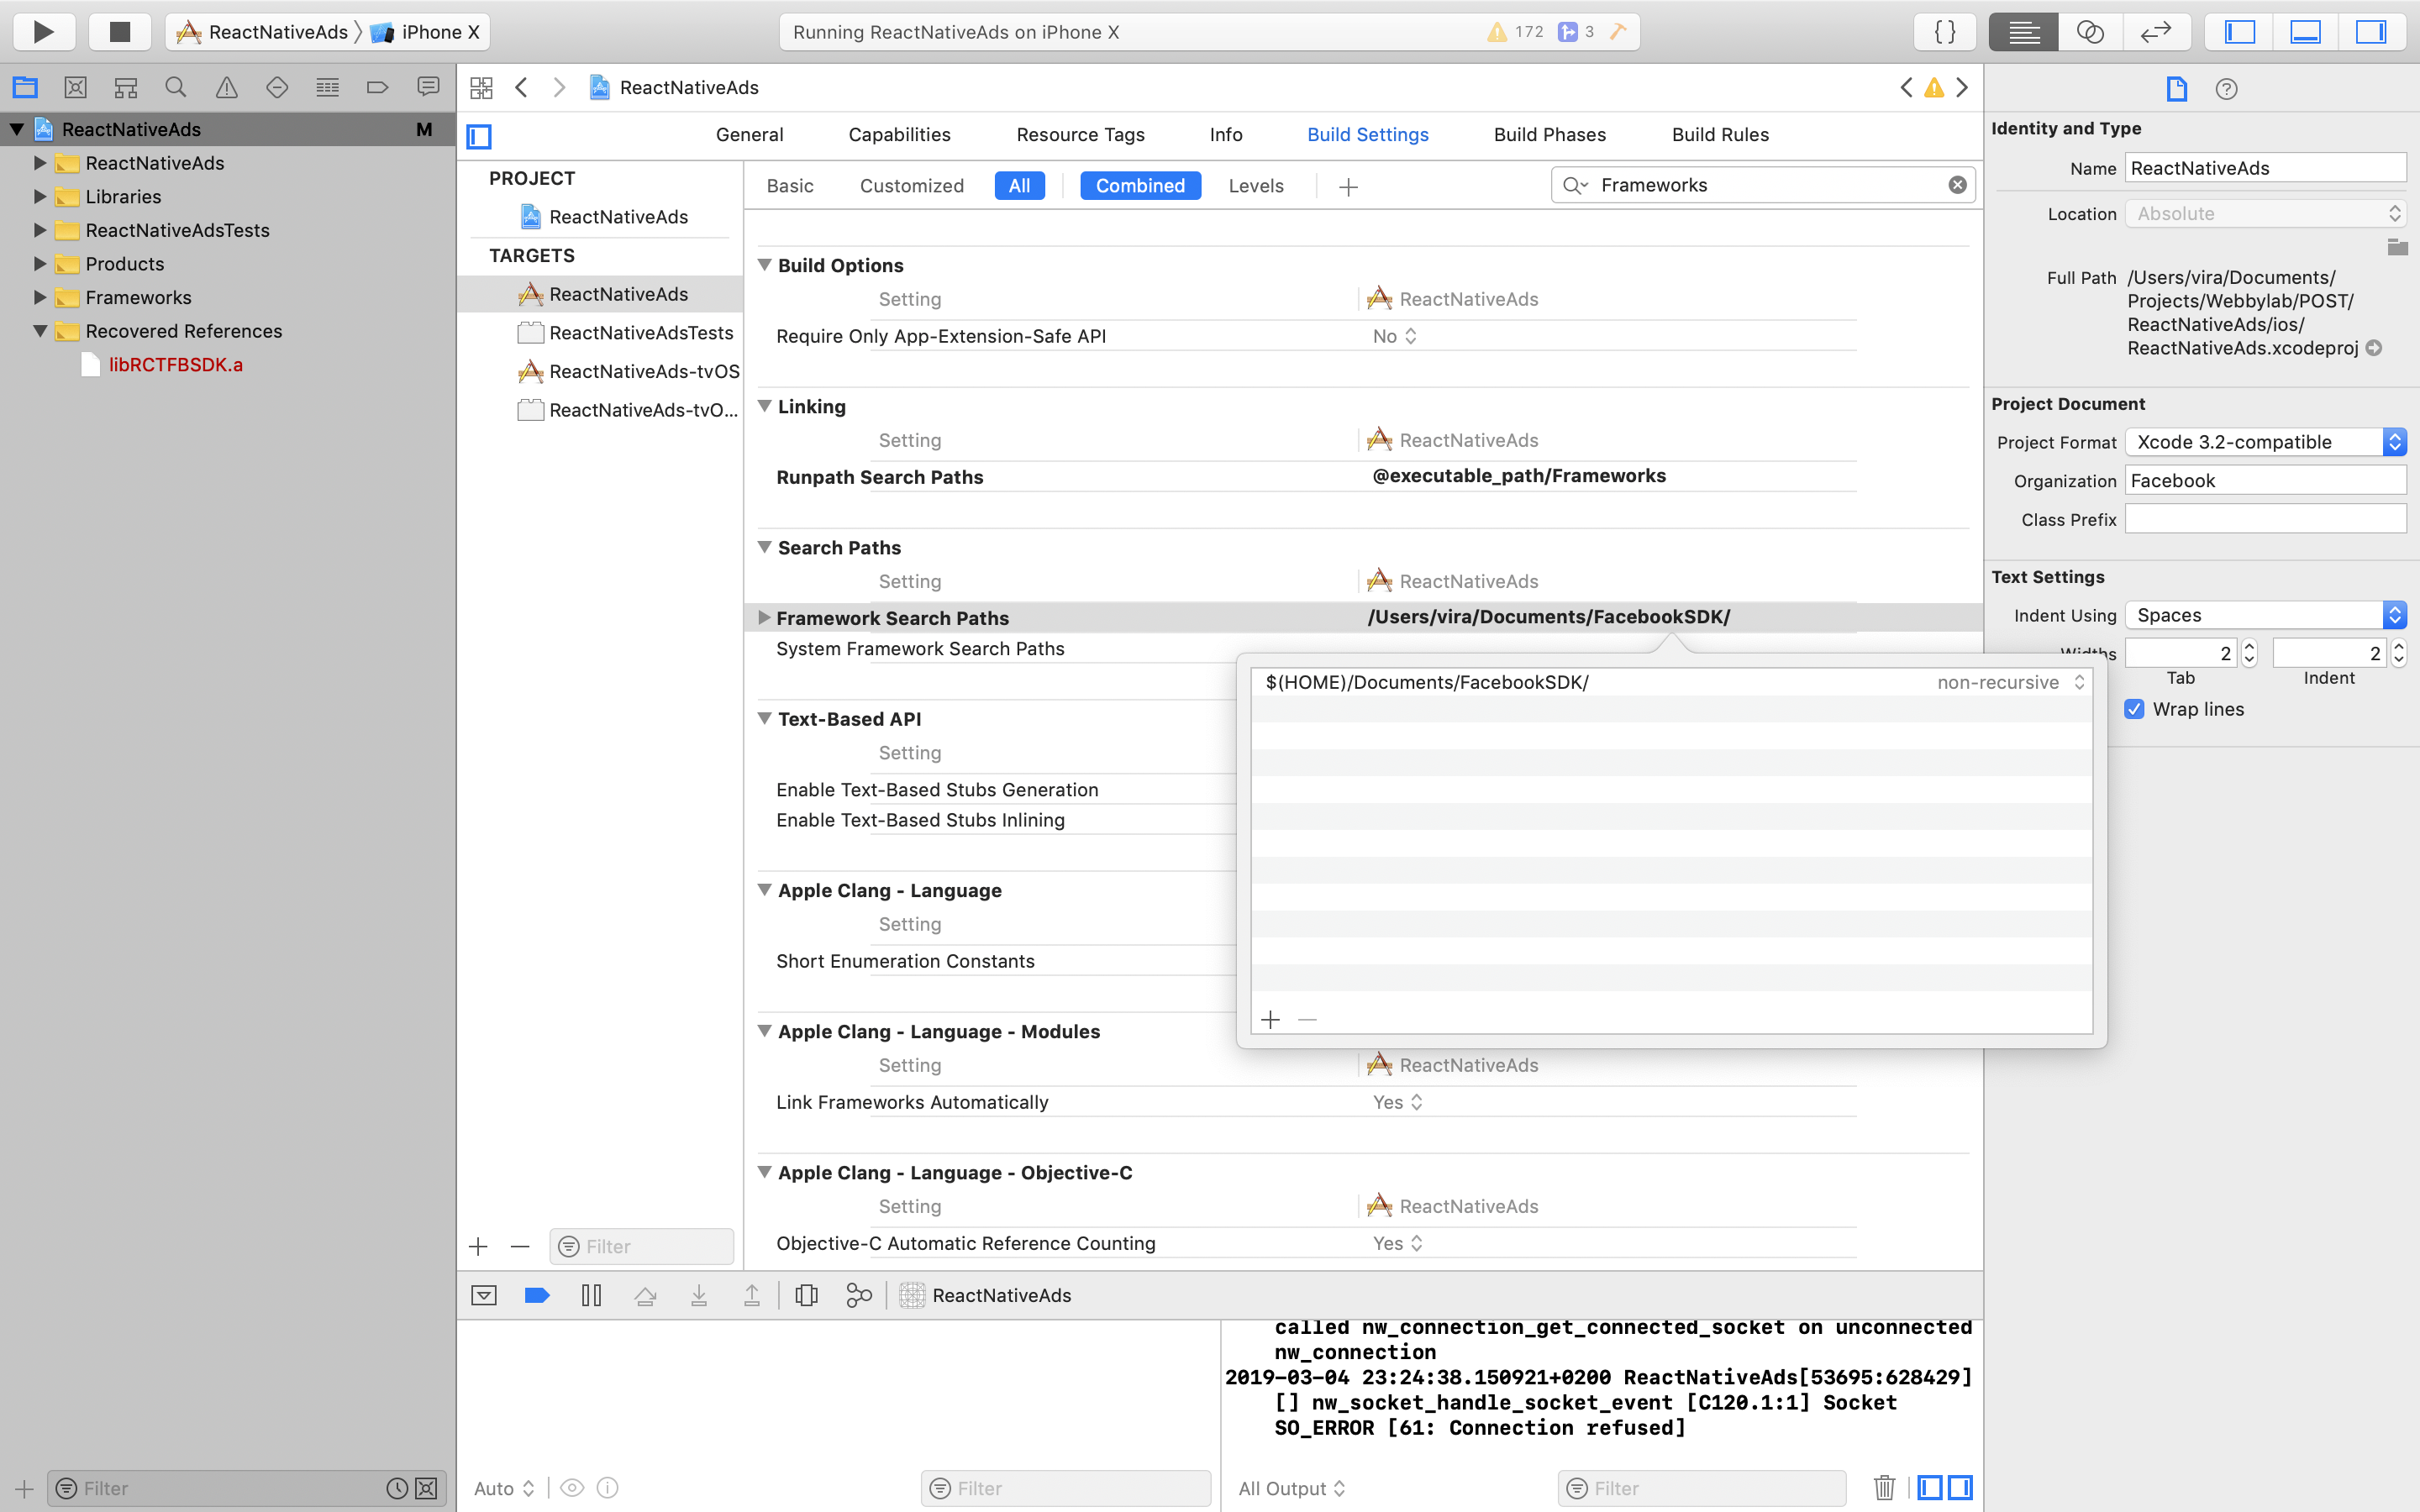 ReactNativeAds
iPhone X
Running ReactNativeAds on iPhone X
172
3
{ }
ReactNativeAds
M
ReactNativeAds
Libraries
ReactNativeAdsTests
Products
Frameworks
Recovered References
libRCTFBSDK.a
Filter
ReactNativeAds
General
Capabilities
Resource Tags
Info
Build Settings
Build Phases
Build Rules
PROJECT
ReactNativeAds
TARGETS
ReactNativeAds
ReactNativeAdsTests
ReactNativeAds-tvOS
ReactNativeAds-tvO...
Filter
Basic
Customized
All
Combined
Levels
Frameworks
Build Options
Setting
ReactNativeAds
Require Only App-Extension-Safe API
No
Linking
Setting
ReactNativeAds
Runpath Search Paths
@executable_path/Frameworks
Search Paths
Setting
ReactNativeAds
Framework Search Paths
/Users/vira/Documents/FacebookSDK/
System Framework Search Paths
$(HOME)/Documents/FacebookSDK/
non-recursive
Text-Based API
Setting
Enable Text-Based Stubs Generation
Enable Text-Based Stubs Inlining
Apple Clang - Language
Setting
Short Enumeration Constants
Apple Clang - Language - Modules
Setting
ReactNativeAds
Link Frameworks Automatically
Yes
Apple Clang - Language - Objective-C
Setting
ReactNativeAds
Objective-C Automatic Reference Counting
Yes
ReactNativeAds
called nw_connection_get_connected_socket on unconnected
nw_connection
2019-03-04 23:24:38.150921+0200 ReactNativeAds[53695:628429]
[] nw_socket_handle_socket_event [C120.1:1] Socket
SO_ERROR [61: Connection refused]
Auto
Filter
All Output
Filter
Identity and Type
Name
ReactNativeAds
Location
Absolute
Full Path
/Users/vira/Documents/
Projects/Webbylab/POST/
ReactNativeAds/ios/
ReactNativeAds.xcodeproj
Project Document
Project Format
Xcode 3.2-compatible
Organization
Facebook
Class Prefix
Text Settings
Indent Using
Spaces
Widths
2
2
Tab
Indent
Wrap lines